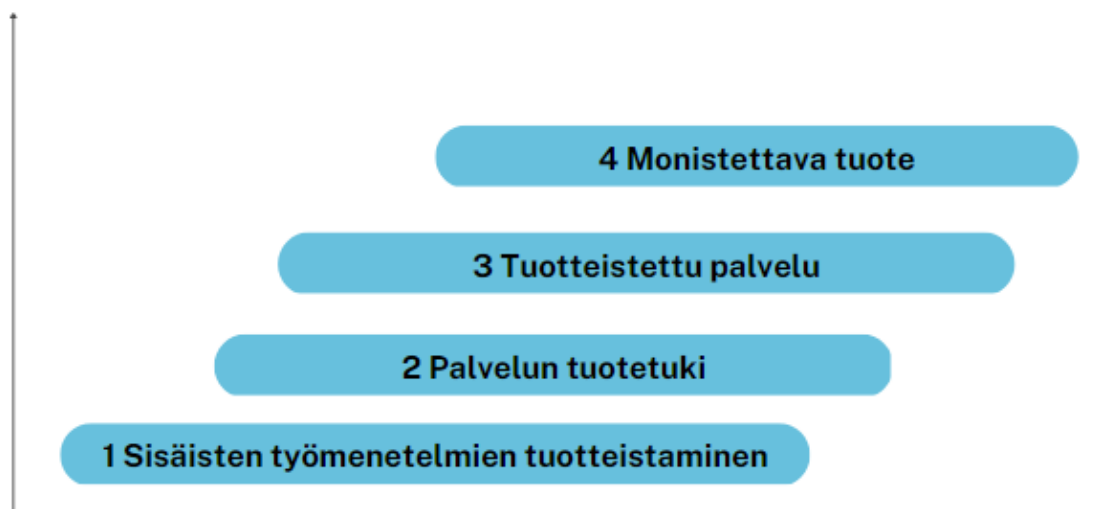 4 Monistettava tuote
3 Tuotteistettu palvelu
2 Palvelun tuotetuki
1 Sisäisten työmenetelmien tuotteistaminen